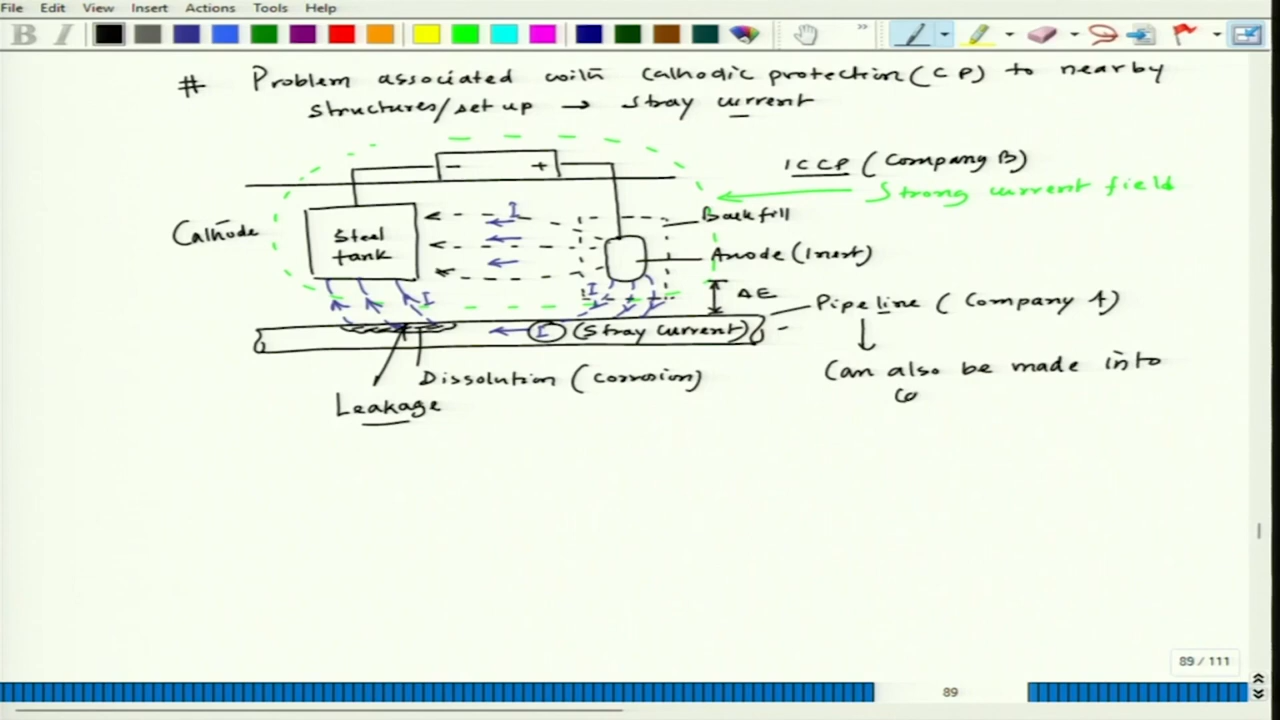 File Edit View Insert Actions Tools Help
B I
# Problem associated with Cathodic protection (CP) to nearby
structures/set up → Stray current
- +
ICCP (Company B)
Strong current field
I
Backfill
Cathode
Steel
tank
Anode (Inert)
I
I
ΔE
Pipeline (Company A)
I (Stray current)
Dissolution (Corrosion)
Can also be made into
Co
Leakage
89 / 111
89